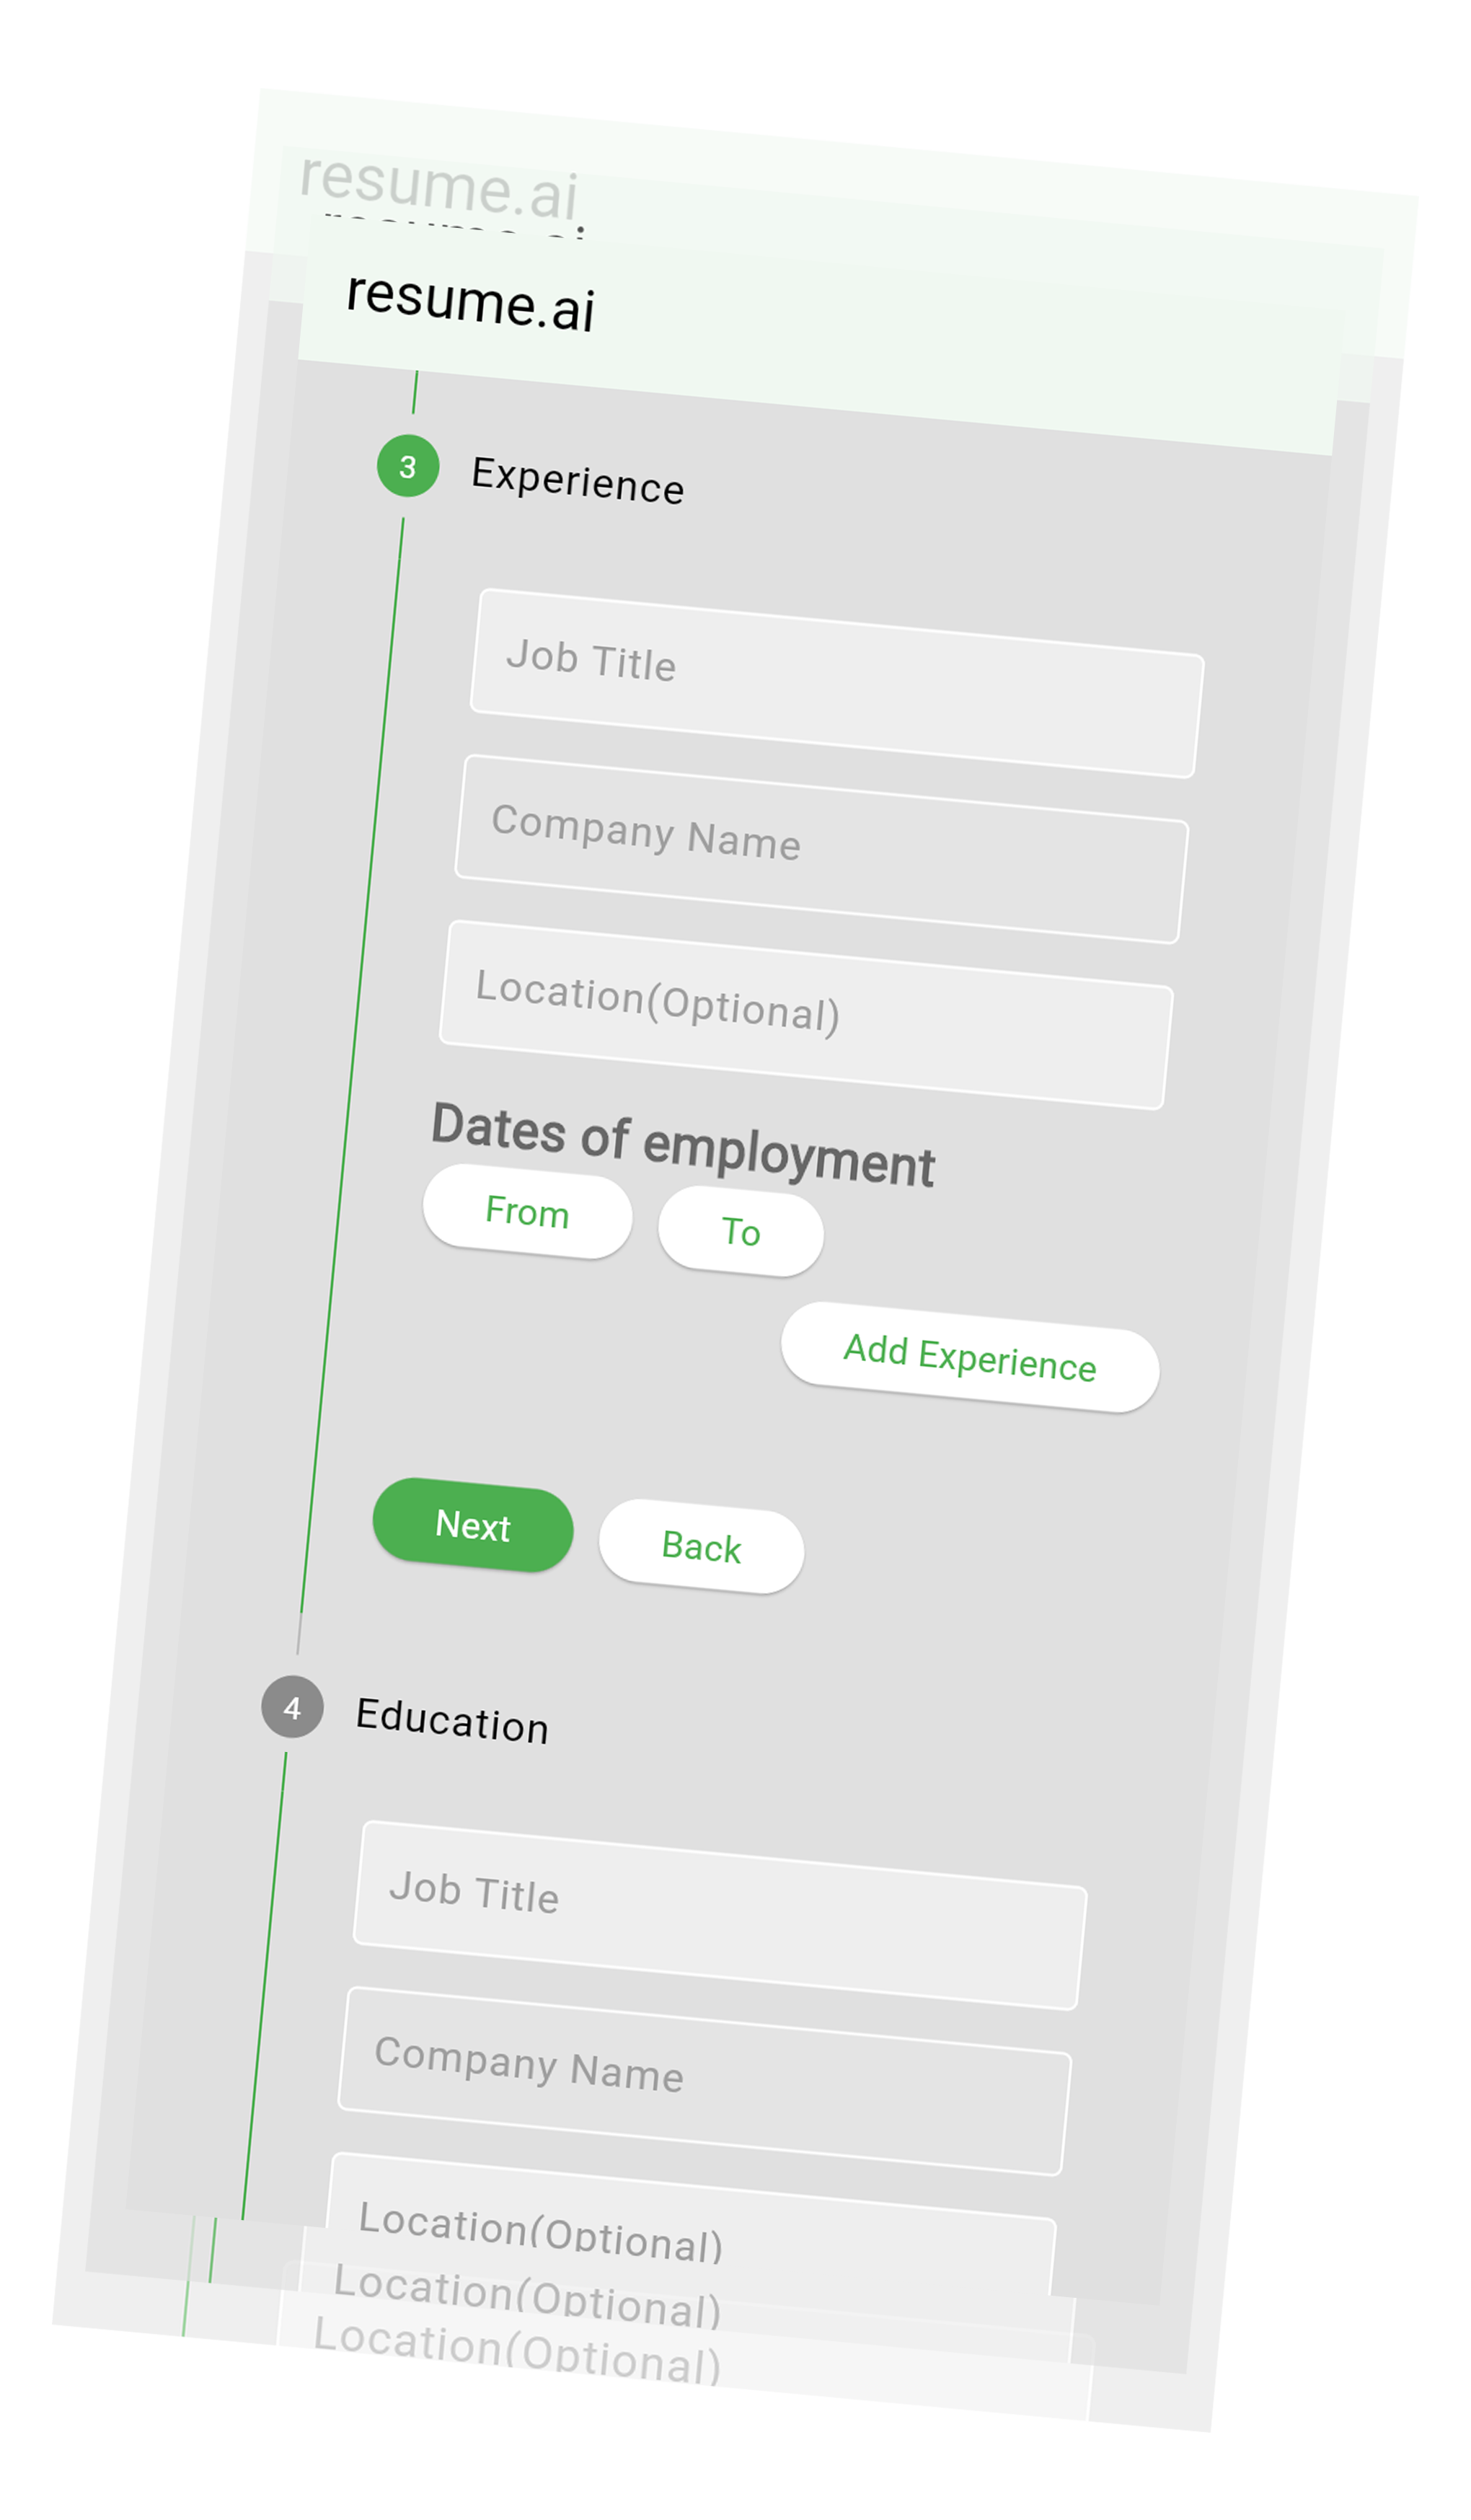 resume.ai
resume.ai
resume.ai
3 Experience
Job Title
Company Name
Location(Optional)
Dates of employment
From To
Add Experience
Next Back
4 Education
Job Title
Company Name
Location(Optional)
Location(Optional)
Location(Optional)